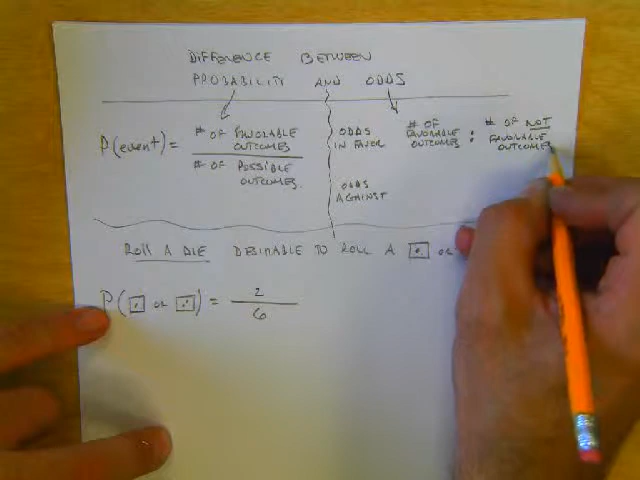 DIFFERENCE BETWEEN
PROBABILITY AND ODDS
P(event) = # OF FAVORABLE OUTCOMES
# OF POSSIBLE OUTCOMES
ODDS IN FAVOR
# OF FAVORABLE OUTCOMES : # OF NOT FAVORABLE OUTCOMES
ODDS AGAINST
ROLL A DIE DESIRABLE TO ROLL A OR
P( OR ) = 2
6